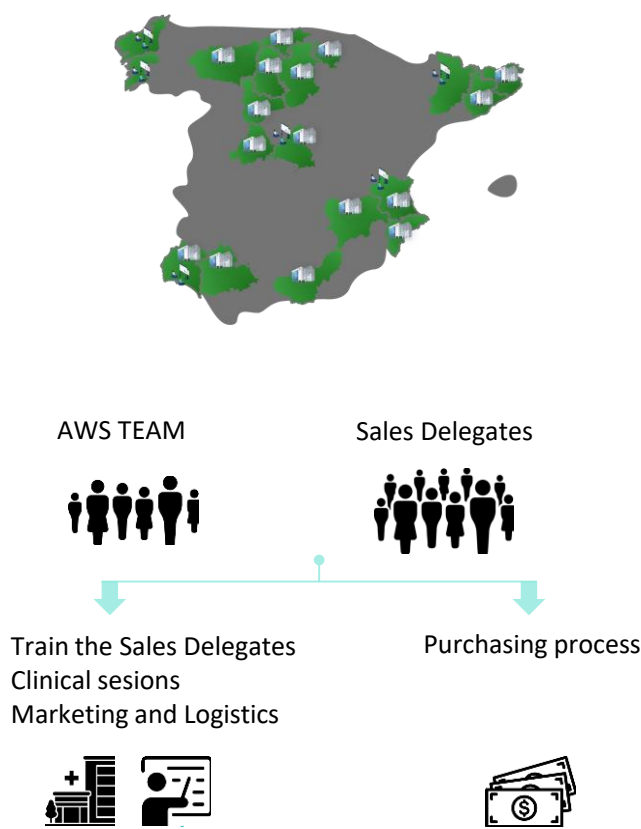 AWS TEAM
Sales Delegates
Train the Sales Delegates
Clinical sesions
Marketing and Logistics
Purchasing process